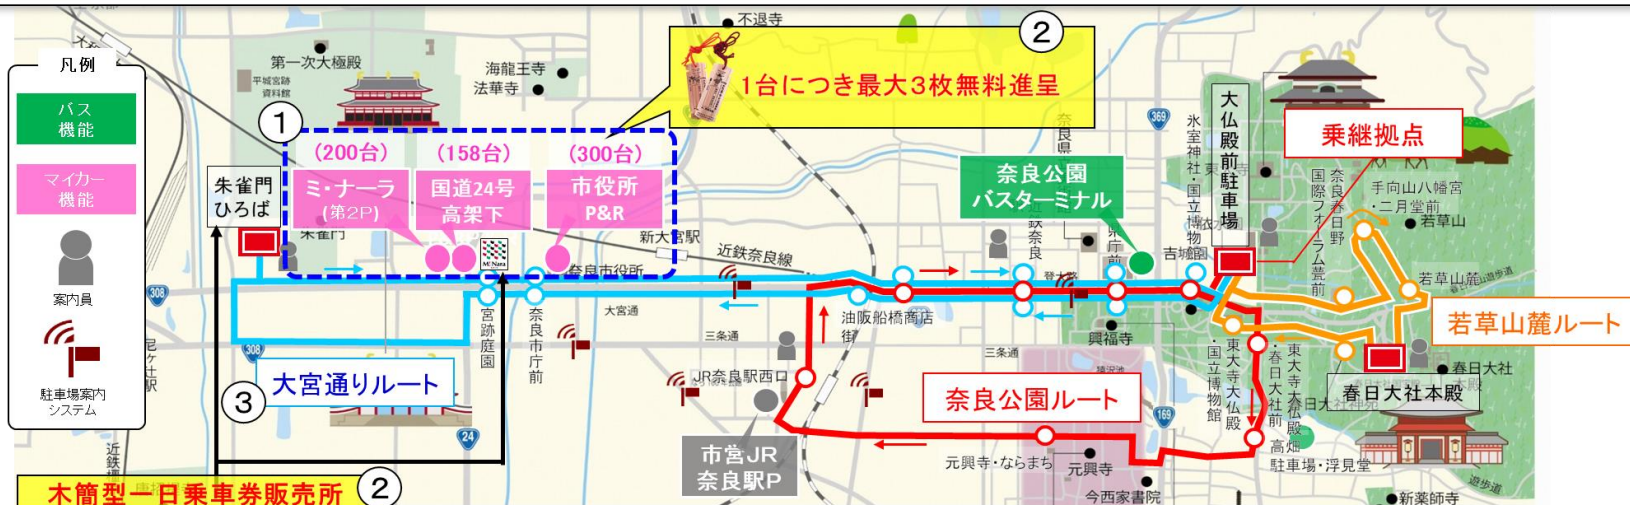 凡例
バス
機能
マイカー
機能
案内員
駐車場案内
システム
第一次大極殿
平城宮跡
資料館
海龍王寺
法華寺
不退寺
②
1台につき最大3枚無料進呈
①
(200台)
(158台)
(300台)
ミ・ナーラ
(第2P)
国道24号
高架下
市役所
P&R
朱雀門
ひろば
朱雀門
新大宮駅
近鉄奈良線
奈良市役所
奈良公園
バスターミナル
近鉄奈良
369
氷室神社・国立博物館
大仏殿前駐車場
乗継拠点
奈良春日野
国際フォーラム甍前
手向山八幡宮
・二月堂前
若草山
若草山麓
吉城園
登大路
308
308
大宮通
三条通
三条通
尼ヶ辻駅
宮跡庭園
奈良市庁前
油阪船橋商店
街
興福寺
猿沢池
若草山麓ルート
大宮通りルート
③
24
JR奈良駅西口
奈良公園ルート
169
東大寺大仏殿
・国立博物館
東大寺大仏殿
・春日大社前
春日大社
春日大社本殿
市営JR
奈良駅P
元興寺・ならまち
元興寺
今西家書院
高畑
駐車場・浮見堂
遊歩道
新薬師寺
木簡型一日乗車券販売所
②